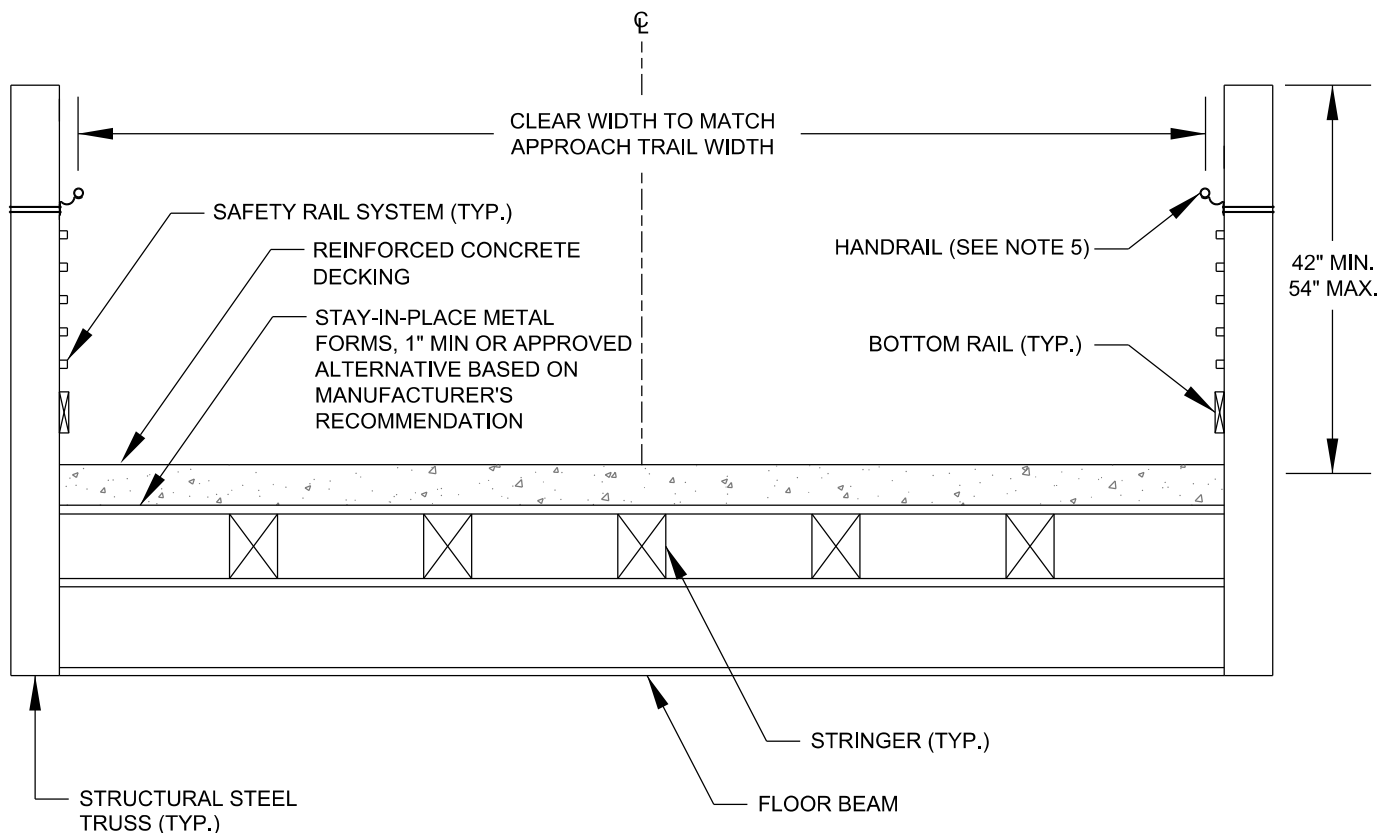 ℄
CLEAR WIDTH TO MATCH
APPROACH TRAIL WIDTH
SAFETY RAIL SYSTEM (TYP.)
REINFORCED CONCRETE
DECKING
HANDRAIL (SEE NOTE 5)
42" MIN.
54" MAX.
STAY-IN-PLACE METAL
FORMS, 1" MIN OR APPROVED
ALTERNATIVE BASED ON
MANUFACTURER'S
RECOMMENDATION
BOTTOM RAIL (TYP.)
STRINGER (TYP.)
STRUCTURAL STEEL
TRUSS (TYP.)
FLOOR BEAM